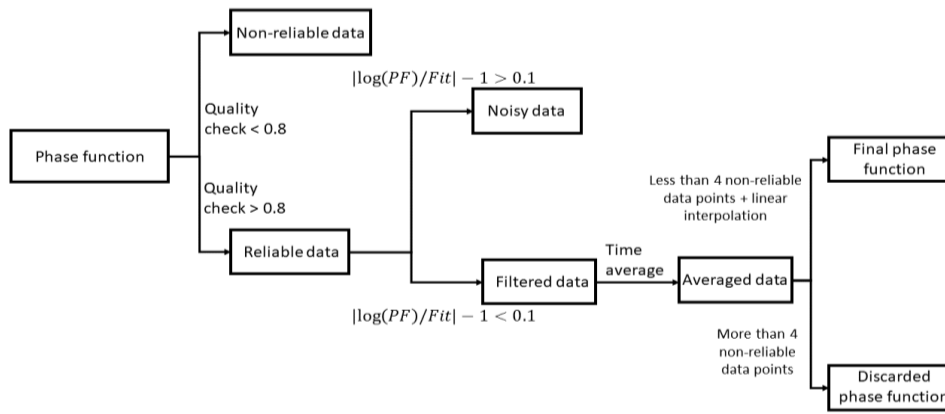 Non-reliable data
|log(PF)/Fit| − 1 > 0.1
Noisy data
Quality
check < 0.8
Phase function
Final phase
function
Quality
check > 0.8
Less than 4 non-reliable
data points + linear
interpolation
Reliable data
Time
average
Filtered data
Averaged data
|log(PF)/Fit| − 1 < 0.1
More than 4
non-reliable
data points
Discarded
phase function